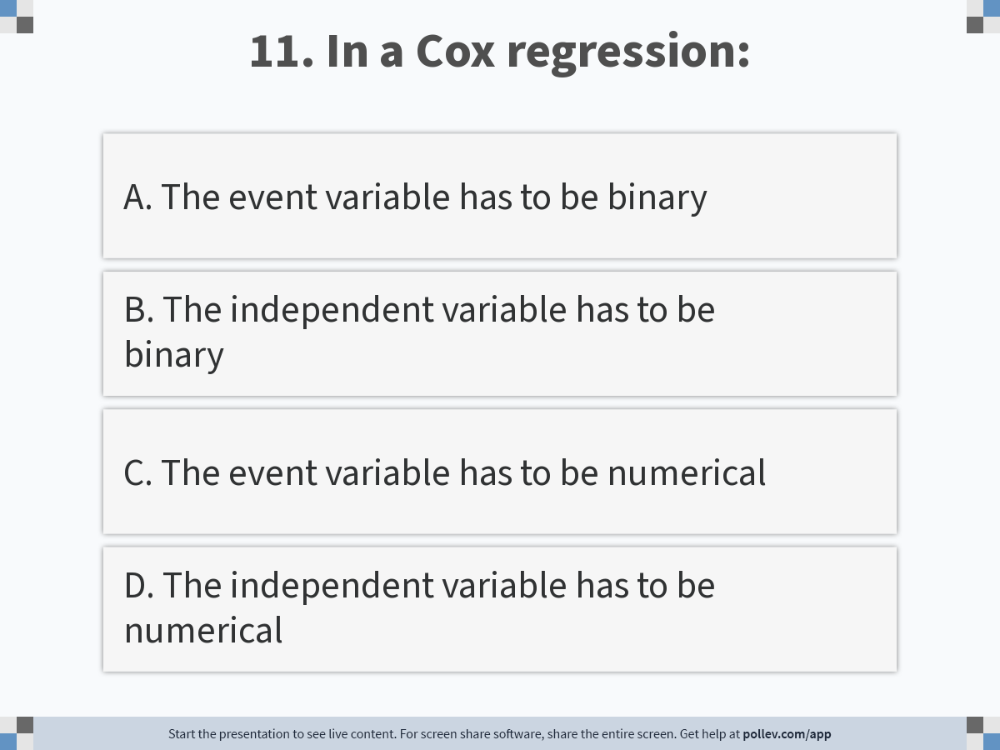 11. In a Cox regression:
A. The event variable has to be binary
B. The independent variable has to be
binary
C. The event variable has to be numerical
D. The independent variable has to be
numerical
Start the presentation to see live content. For screen share software, share the entire screen. Get help at pollev.com/app